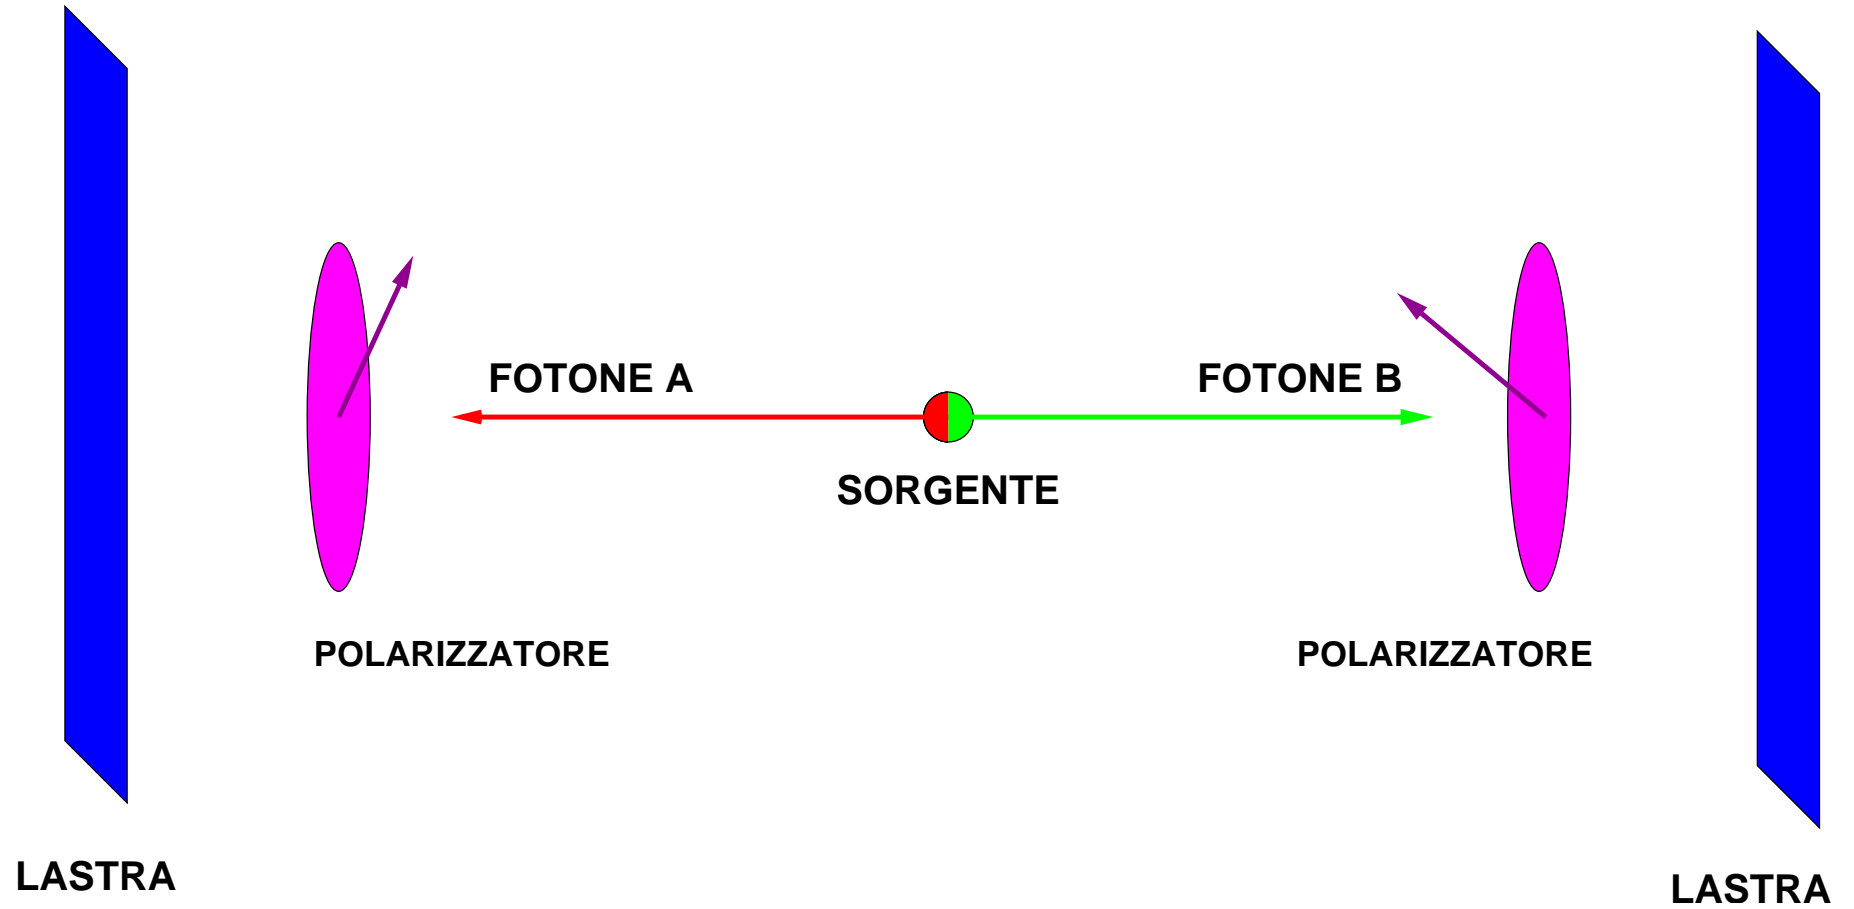 FOTONE A
FOTONE B
SORGENTE
POLARIZZATORE
POLARIZZATORE
LASTRA
LASTRA